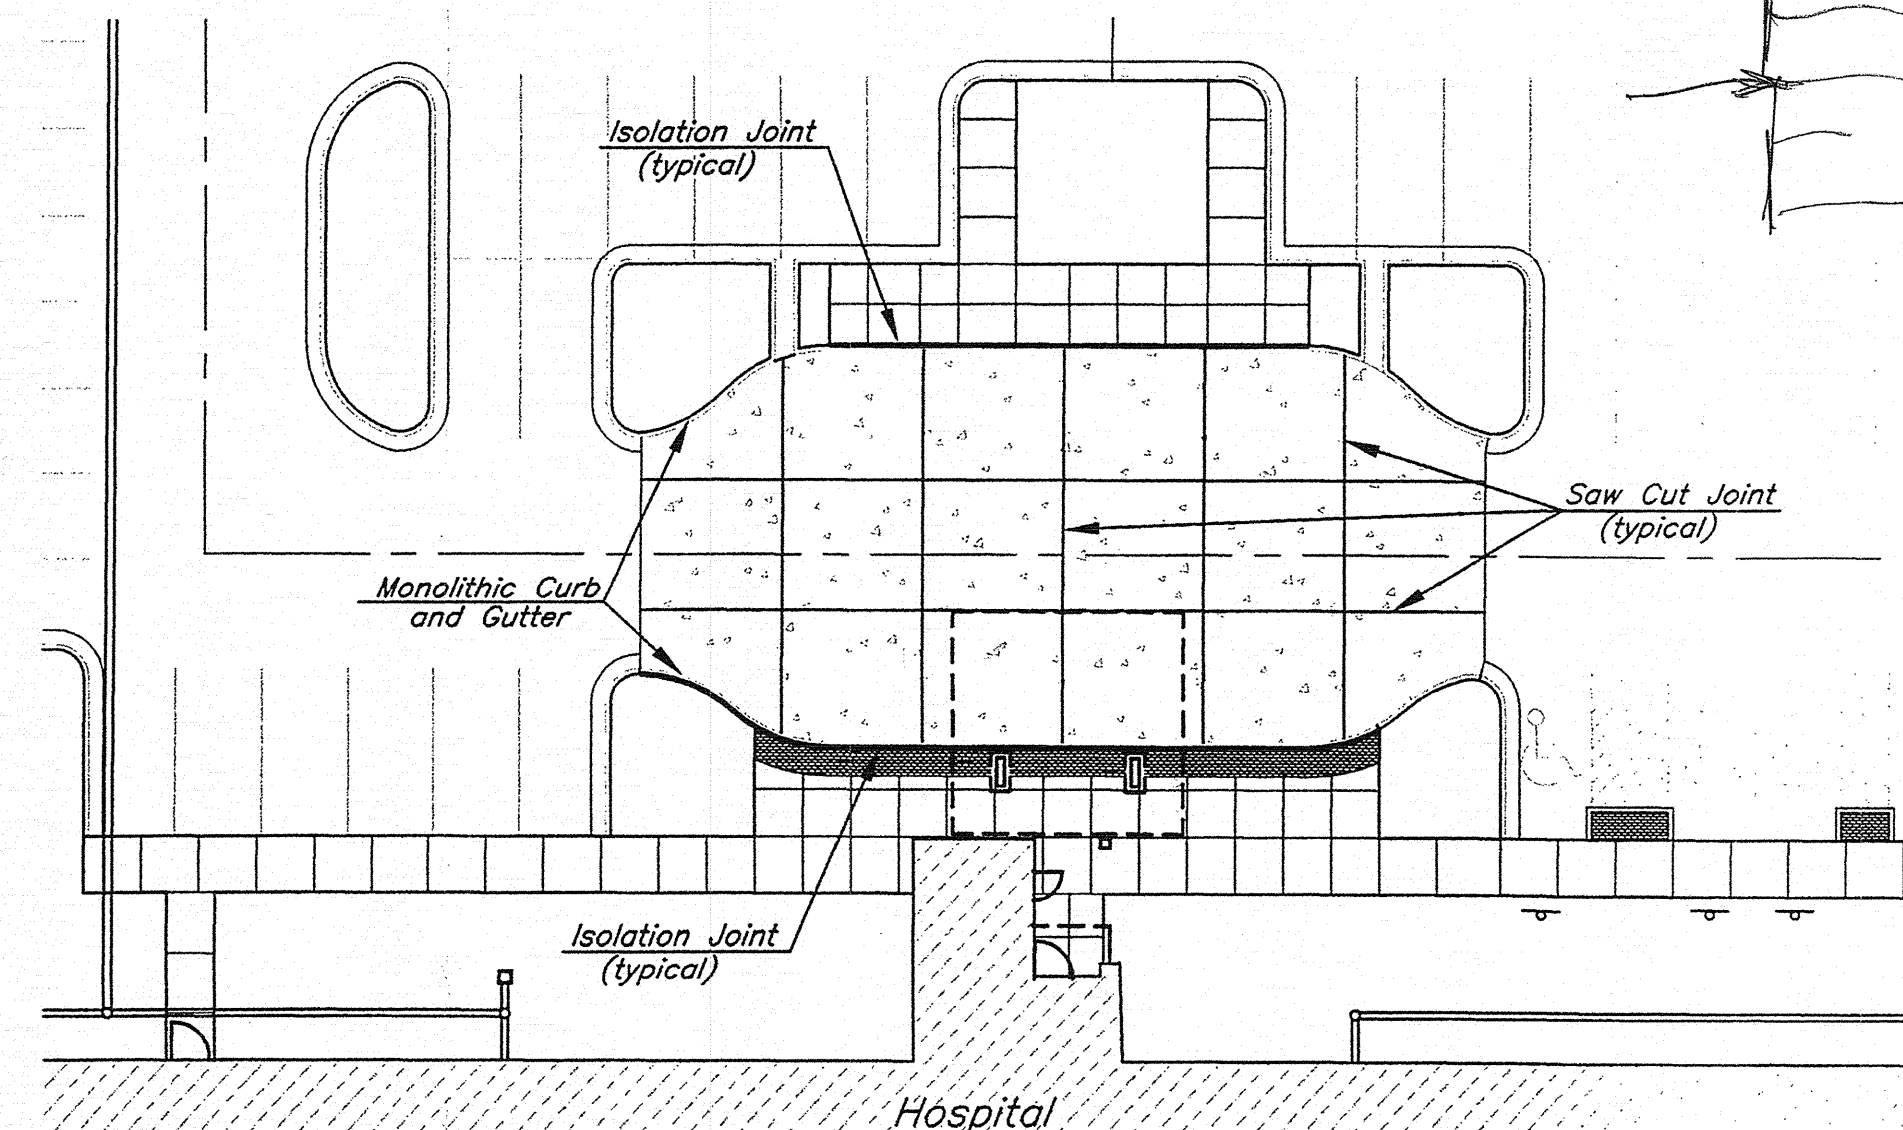 Isolation Joint
(typical)
Saw Cut Joint
(typical)
Monolithic Curb
and Gutter
Isolation Joint
(typical)
Hospital